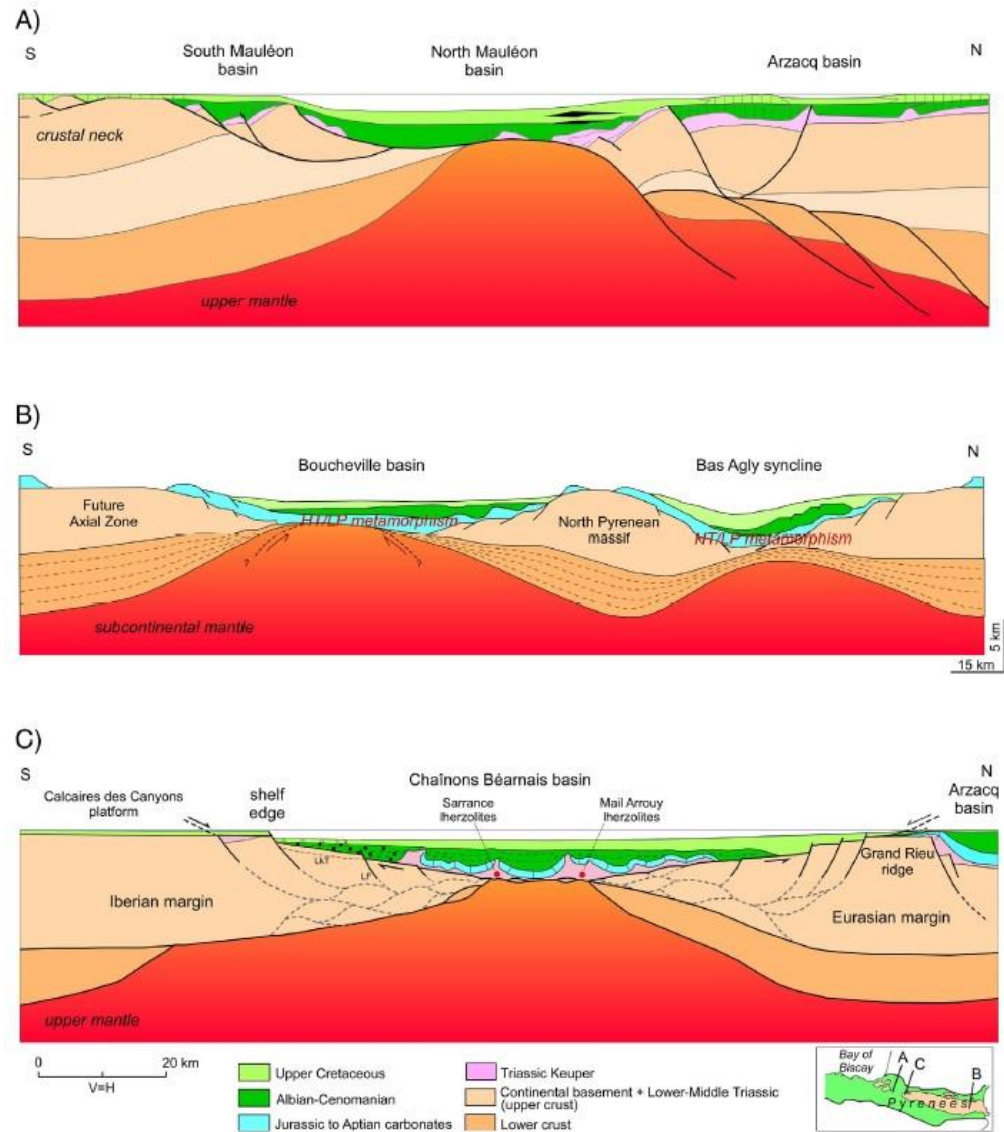 A)
S
South Mauléon
basin
North Mauléon
basin
Arzacq basin
N
crustal neck
upper mantle
B)
S
Boucheville basin
Bas Agly syncline
N
Future
Axial Zone
HT/LP metamorphism
North Pyrenean
massif
HT/LP metamorphism
?
?
subcontinental mantle
5 km
15 km
C)
S
Chaînons Béarnais basin
N
Calcaires des Canyons
platform
shelf
edge
Sarrance
lherzolites
Mail Arrouy
lherzolites
Arzacq
basin
LkT
LF
Grand Rieu
ridge
Iberian margin
Eurasian margin
upper mantle
0 20 km
V=H
Upper Cretaceous
Albian-Cenomanian
Jurassic to Aptian carbonates
Triassic Keuper
Continental basement + Lower-Middle Triassic
(upper crust)
Lower crust
Bay of
Biscay
A
C
B
Pyrenees